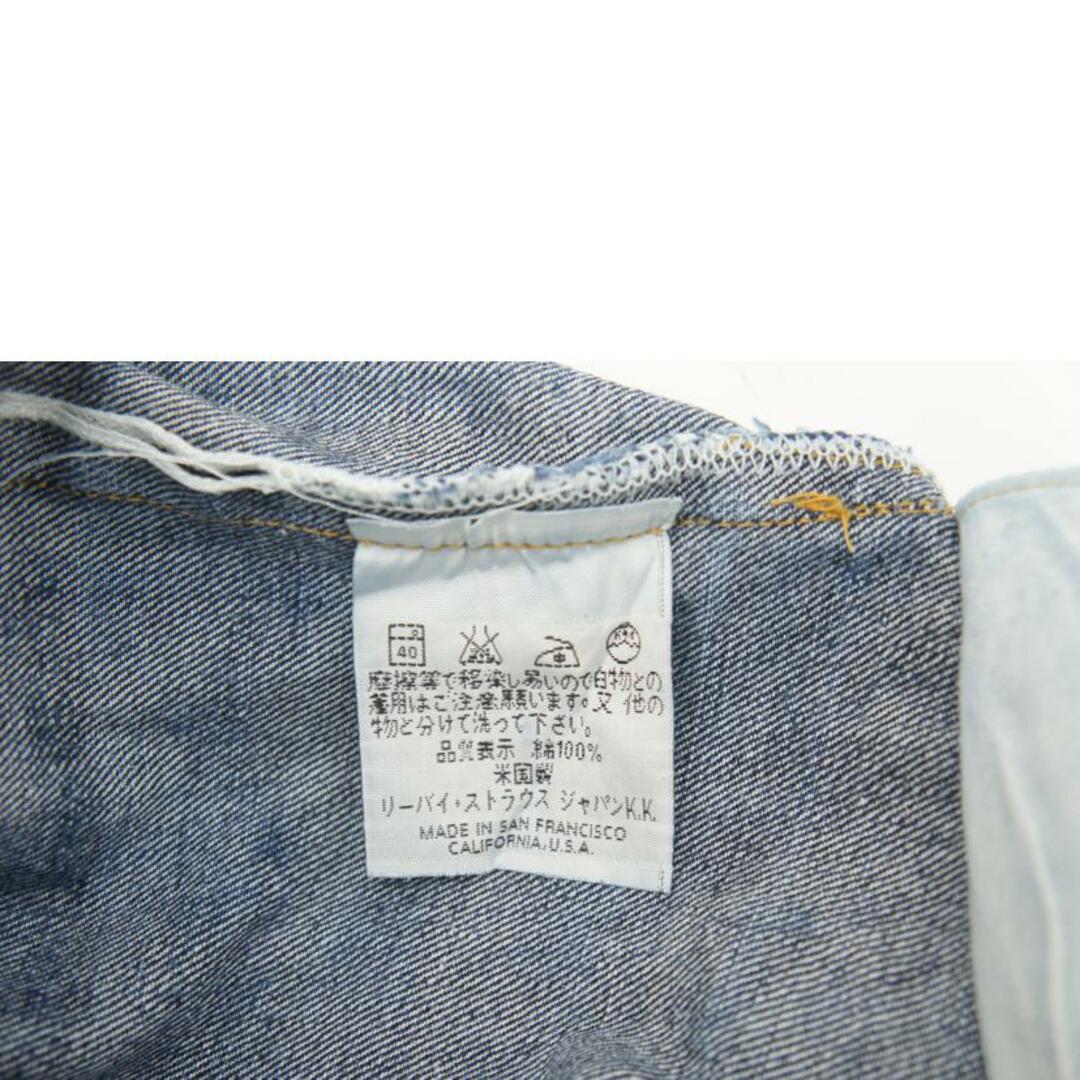 40 ドライ
摩擦等で移染し易いので白物との
着用はご注意願います。又 他の
物と分けて洗って下さい。
品質表示 綿100%
米国製
リーバイ・ストラウス ジャパンK.K.
MADE IN SAN FRANCISCO
CALIFORNIA, U.S.A.